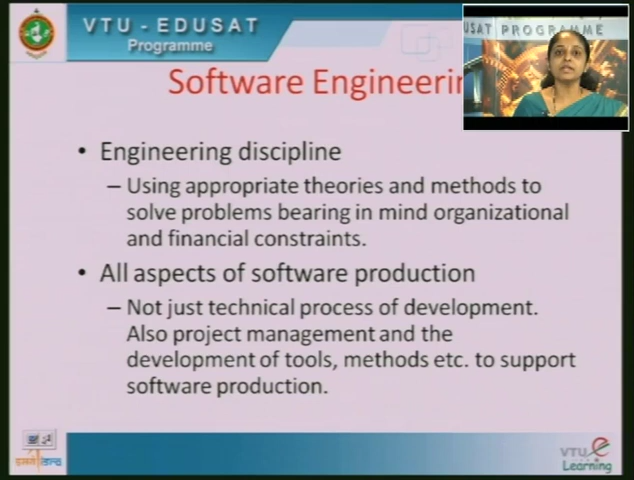 VTU - EDUSAT
Programme
USAT PROGRAMME
Software Engineerin
• Engineering discipline
– Using appropriate theories and methods to
solve problems bearing in mind organizational
and financial constraints.
• All aspects of software production
– Not just technical process of development.
Also project management and the
development of tools, methods etc. to support
software production.
VTU e
Learning